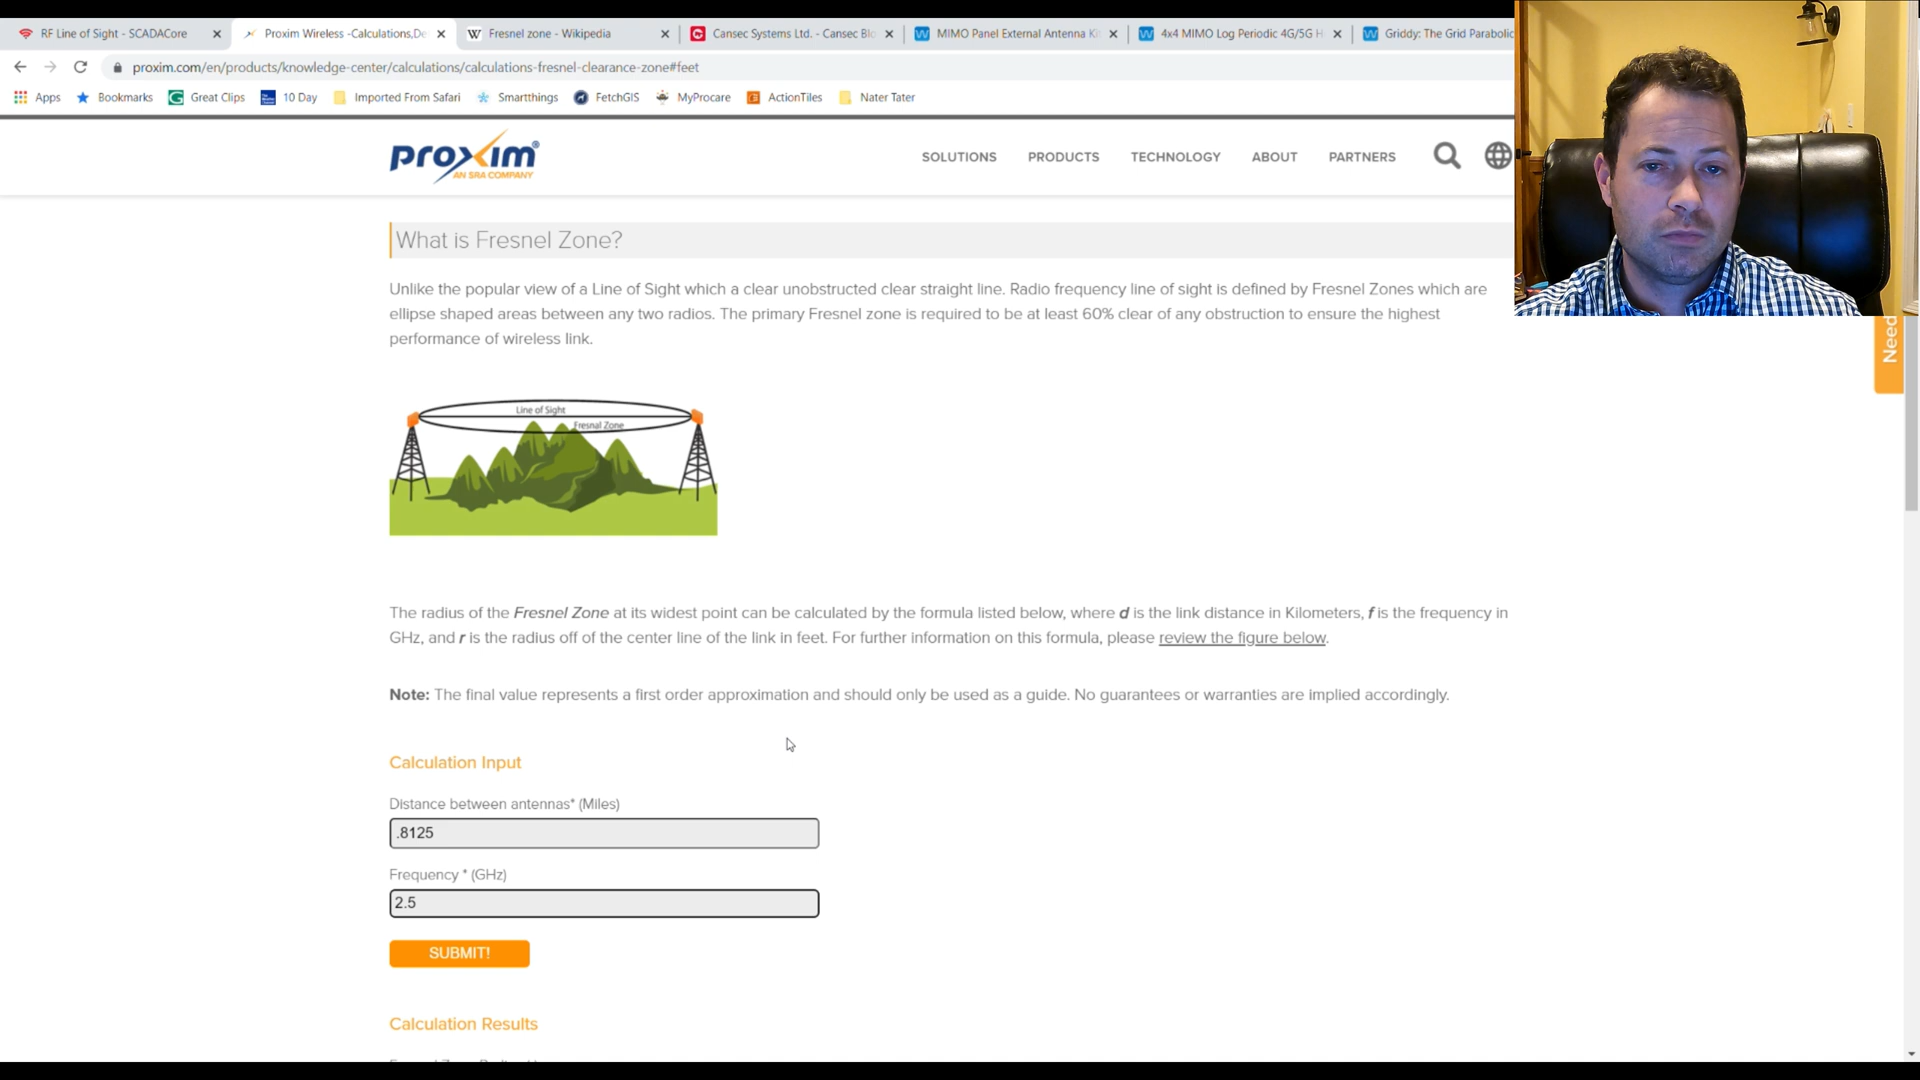 RF Line of Sight - SCADACore
Proxim Wireless -Calculations,De
Fresnel zone - Wikipedia
Cansec Systems Ltd. - Cansec Blo
MIMO Panel External Antenna Ki
4x4 MIMO Log Periodic 4G/5G H
Griddy: The Grid Parabolic
proxim.com/en/products/knowledge-center/calculations/calculations-fresnel-clearance-zone#feet
Apps
Bookmarks
Great Clips
10 Day
Imported From Safari
Smartthings
FetchGIS
MyProcare
ActionTiles
Nater Tater
proxim®
AN SRA COMPANY
SOLUTIONS
PRODUCTS
TECHNOLOGY
ABOUT
PARTNERS
What is Fresnel Zone?
Unlike the popular view of a Line of Sight which a clear unobstructed clear straight line. Radio frequency line of sight is defined by Fresnel Zones which are
ellipse shaped areas between any two radios. The primary Fresnel zone is required to be at least 60% clear of any obstruction to ensure the highest
performance of wireless link.
Need
Line of Sight
Fresnal Zone
The radius of the Fresnel Zone at its widest point can be calculated by the formula listed below, where d is the link distance in Kilometers, f is the frequency in
GHz, and r is the radius off of the center line of the link in feet. For further information on this formula, please review the figure below.
Note: The final value represents a first order approximation and should only be used as a guide. No guarantees or warranties are implied accordingly.
Calculation Input
Distance between antennas* (Miles)
.8125
Frequency * (GHz)
2.5
SUBMIT!
Calculation Results